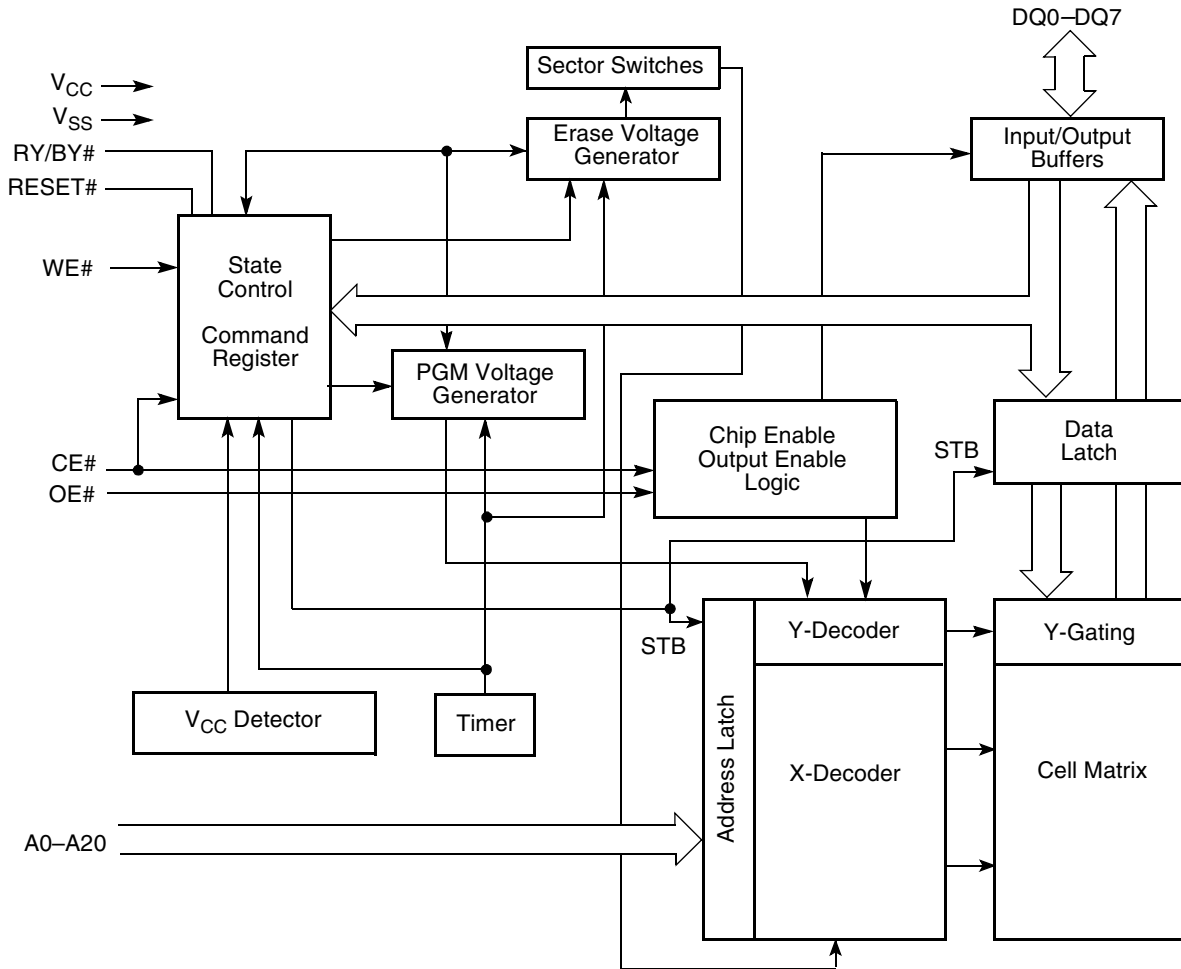 DQ0–DQ7
Sector Switches
VCC
VSS
RY/BY#
RESET#
Erase Voltage
Generator
Input/Output
Buffers
WE#
State
Control
Command
Register
PGM Voltage
Generator
Chip Enable
Output Enable
Logic
STB
Data
Latch
CE#
OE#
STB
Y-Decoder
Y-Gating
VCC Detector
Timer
Address Latch
X-Decoder
Cell Matrix
A0–A20